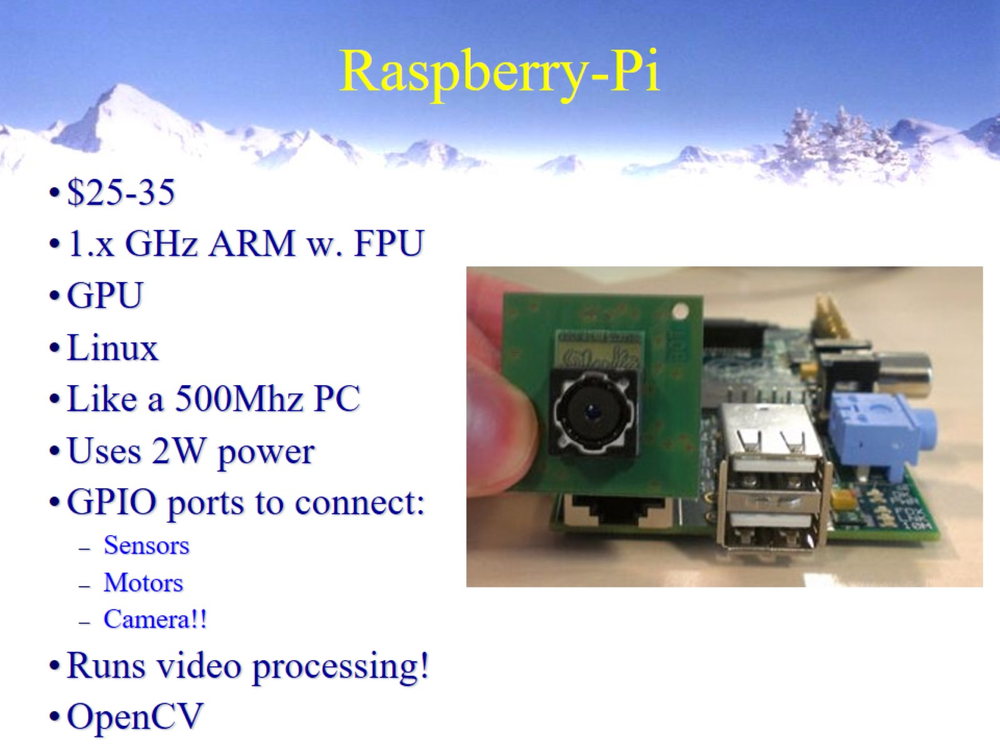 Raspberry-Pi
•$25-35
•1.x GHz ARM w. FPU
•GPU
•Linux
•Like a 500Mhz PC
•Uses 2W power
•GPIO ports to connect:
– Sensors
– Motors
– Camera!!
•Runs video processing!
•OpenCV
FDX
LNK
10M